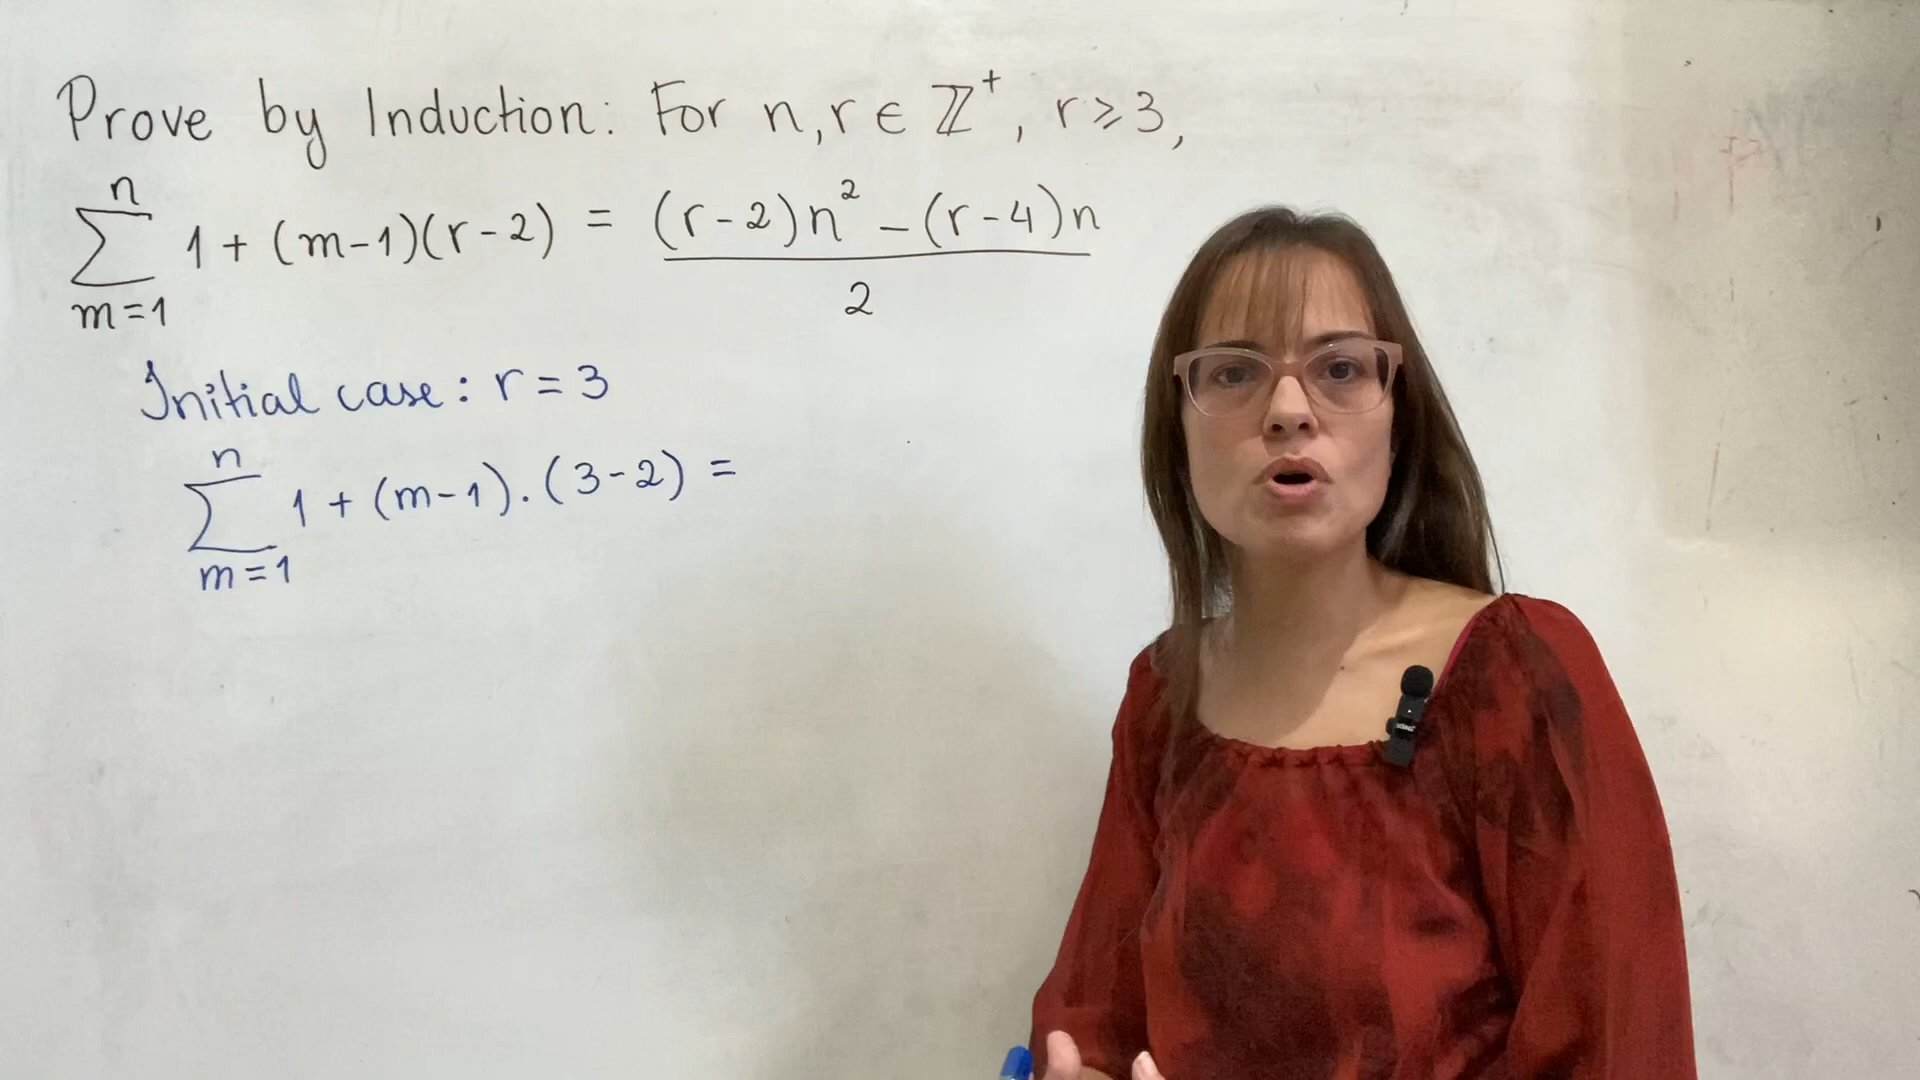 Prove by Induction: For n, r ∈ ℤ⁺, r ≥ 3,
∑_{m=1}^{n} 1 + (m-1)(r-2) = ((r-2)n² - (r-4)n) / 2
Initial case: r = 3
∑_{m=1}^{n} 1 + (m-1).(3-2) =